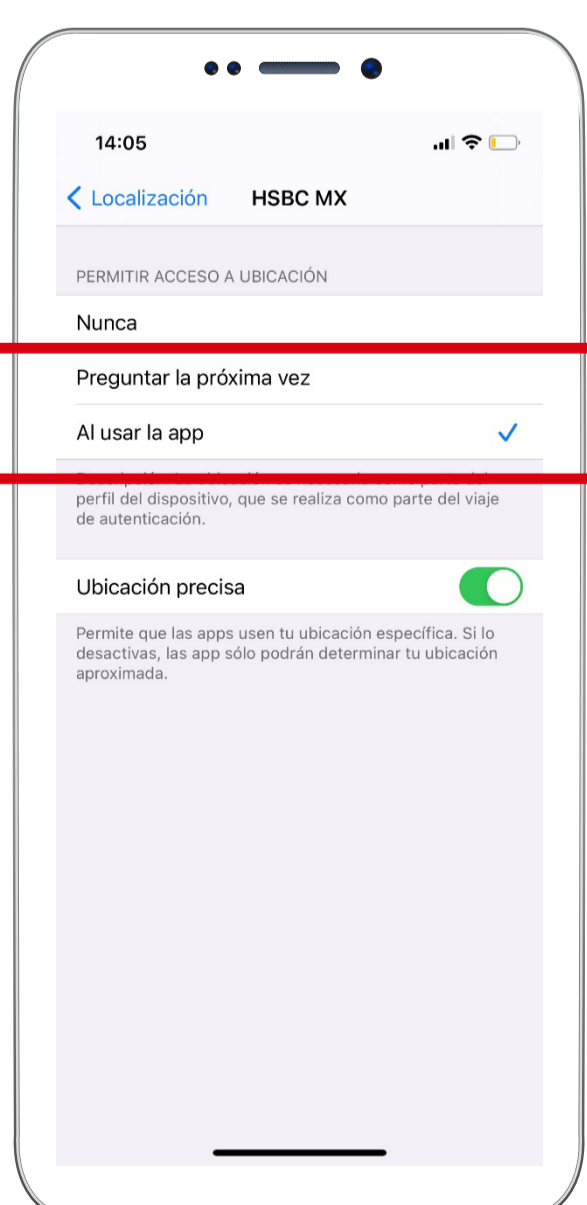 14:05
Localización HSBC MX
PERMITIR ACCESO A UBICACIÓN
Nunca
Preguntar la próxima vez
Al usar la app
perfil del dispositivo, que se realiza como parte del viaje
de autenticación.
Ubicación precisa
Permite que las apps usen tu ubicación específica. Si lo
desactivas, las app sólo podrán determinar tu ubicación
aproximada.